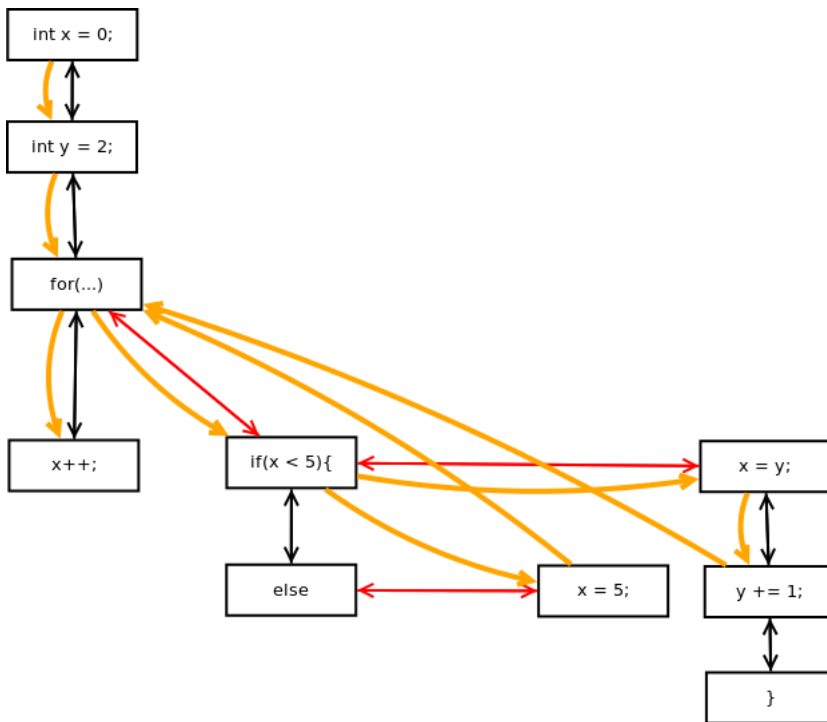 int x = 0;
int y = 2;
for(...)
x++;
if(x < 5){
x = y;
else
x = 5;
y += 1;
}